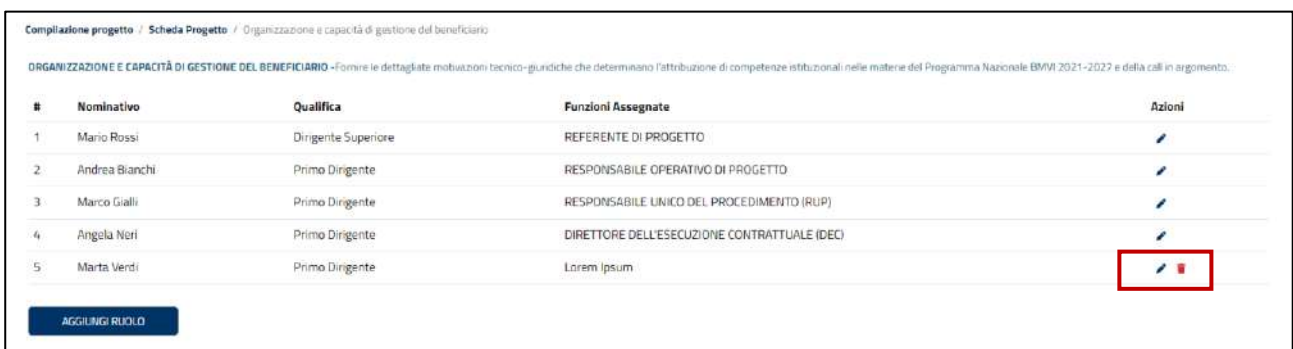 Compilazione progetto / Scheda Progetto / Organizzazione e capacità di gestione del beneficiario
ORGANIZZAZIONE E CAPACITÀ DI GESTIONE DEL BENEFICIARIO -Fornire le dettagliate motivazioni tecnico-giuridiche che determinano l'attribuzione di competenze istituzionali nelle materie del Programma Nazionale BMVI 2021-2027 e della call in argomento.
# Nominativo Qualifica Funzioni Assegnate Azioni
1 Mario Rossi Dirigente Superiore REFERENTE DI PROGETTO
2 Andrea Bianchi Primo Dirigente RESPONSABILE OPERATIVO DI PROGETTO
3 Marco Gialli Primo Dirigente RESPONSABILE UNICO DEL PROCEDIMENTO (RUP)
4 Angela Neri Primo Dirigente DIRETTORE DELL'ESECUZIONE CONTRATTUALE (DEC)
5 Marta Verdi Primo Dirigente Lorem Ipsum
AGGIUNGI RUOLO